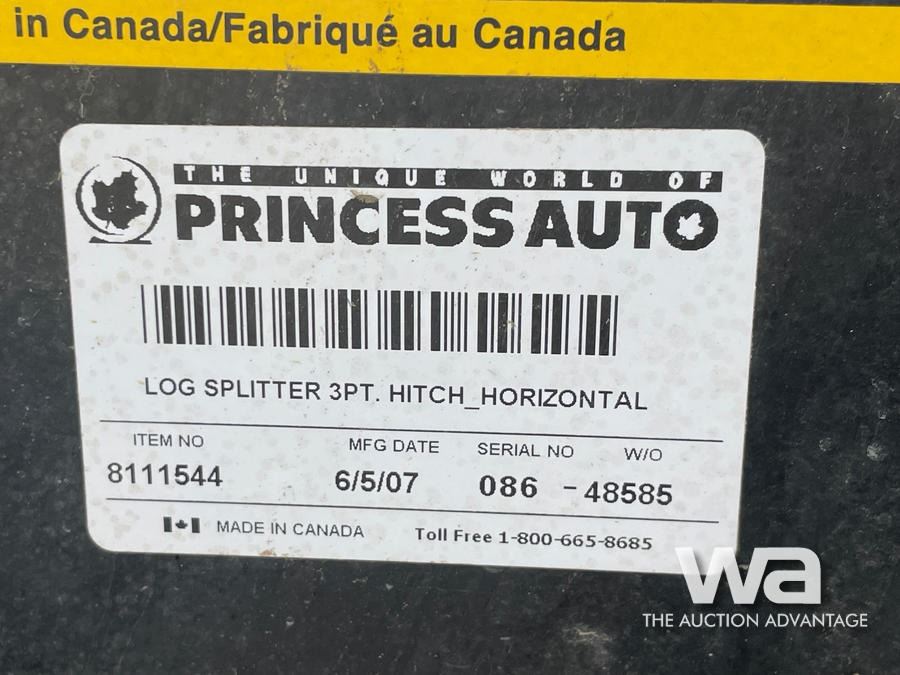 in Canada/Fabriqué au Canada
THE UNIQUE WORLD OF
PRINCESS AUTO
LOG SPLITTER 3PT. HITCH_HORIZONTAL
ITEM NO MFG DATE SERIAL NO W/O
8111544 6/5/07 086 - 48585
MADE IN CANADA Toll Free 1-800-665-8685
wa
THE AUCTION ADVANTAGE